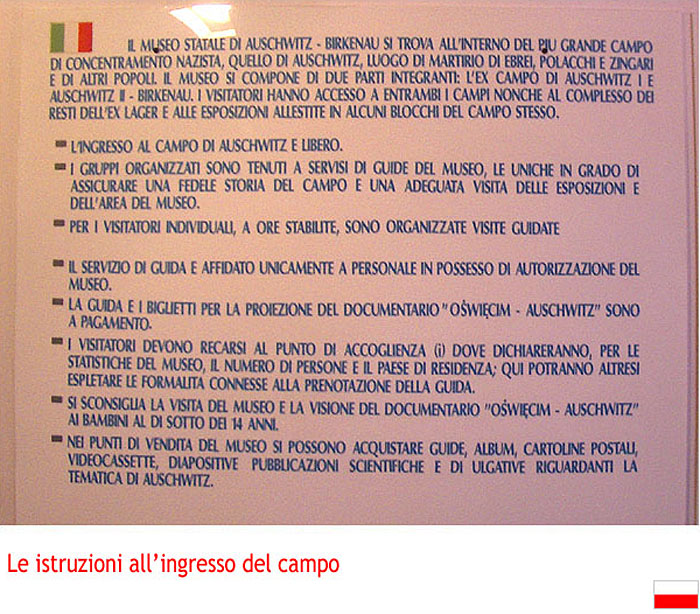 IL MUSEO STATALE DI AUSCHWITZ - BIRKENAU SI TROVA ALL'INTERNO DEL PIU GRANDE CAMPO
DI CONCENTRAMENTO NAZISTA, QUELLO DI AUSCHWITZ, LUOGO DI MARTIRIO DI EBREI, POLACCHI E ZINGARI
E DI ALTRI POPOLI. IL MUSEO SI COMPONE DI DUE PARTI INTEGRANTI: L'EX CAMPO DI AUSCHWITZ I E
AUSCHWITZ II - BIRKENAU. I VISITATORI HANNO ACCESSO A ENTRAMBI I CAMPI NONCHE AL COMPLESSO DEI
RESTI DELL'EX LAGER E ALLE ESPOSIZIONI ALLESTITE IN ALCUNI BLOCCHI DEL CAMPO STESSO.
L'INGRESSO AL CAMPO DI AUSCHWITZ E LIBERO.
I GRUPPI ORGANIZZATI SONO TENUTI A SERVISI DI GUIDE DEL MUSEO, LE UNICHE IN GRADO DI
ASSICURARE UNA FEDELE STORIA DEL CAMPO E UNA ADEGUATA VISITA DELLE ESPOSIZIONI E
DELL'AREA DEL MUSEO.
PER I VISITATORI INDIVIDUALI, A ORE STABILITE, SONO ORGANIZZATE VISITE GUIDATE
IL SERVIZIO DI GUIDA E AFFIDATO UNICAMENTE A PERSONALE IN POSSESSO DI AUTORIZZAZIONE DEL
MUSEO.
LA GUIDA E I BIGLIETTI PER LA PROIEZIONE DEL DOCUMENTARIO "OŚWIĘCIM - AUSCHWITZ" SONO
A PAGAMENTO.
I VISITATORI DEVONO RECARSI AL PUNTO DI ACCOGLIENZA (i) DOVE DICHIARERANNO, PER LE
STATISTICHE DEL MUSEO, IL NUMERO DI PERSONE E IL PAESE DI RESIDENZA; QUI POTRANNO ALTRESI
ESPLETARE LE FORMALITA CONNESSE ALLA PRENOTAZIONE DELLA GUIDA.
SI SCONSIGLIA LA VISITA DEL MUSEO E LA VISIONE DEL DOCUMENTARIO "OŚWIĘCIM - AUSCHWITZ"
AI BAMBINI AL DI SOTTO DEI 14 ANNI.
NEI PUNTI DI VENDITA DEL MUSEO SI POSSONO ACQUISTARE GUIDE, ALBUM, CARTOLINE POSTALI,
VIDEOCASSETTE, DIAPOSITIVE PUBBLICAZIONI SCIENTIFICHE E DI ULGATIVE RIGUARDANTI LA
TEMATICA DI AUSCHWITZ.
Le istruzioni all'ingresso del campo